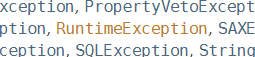 xception, PropertyVetoExcept
ption, RuntimeException, SAXE
ception, SQLException, String